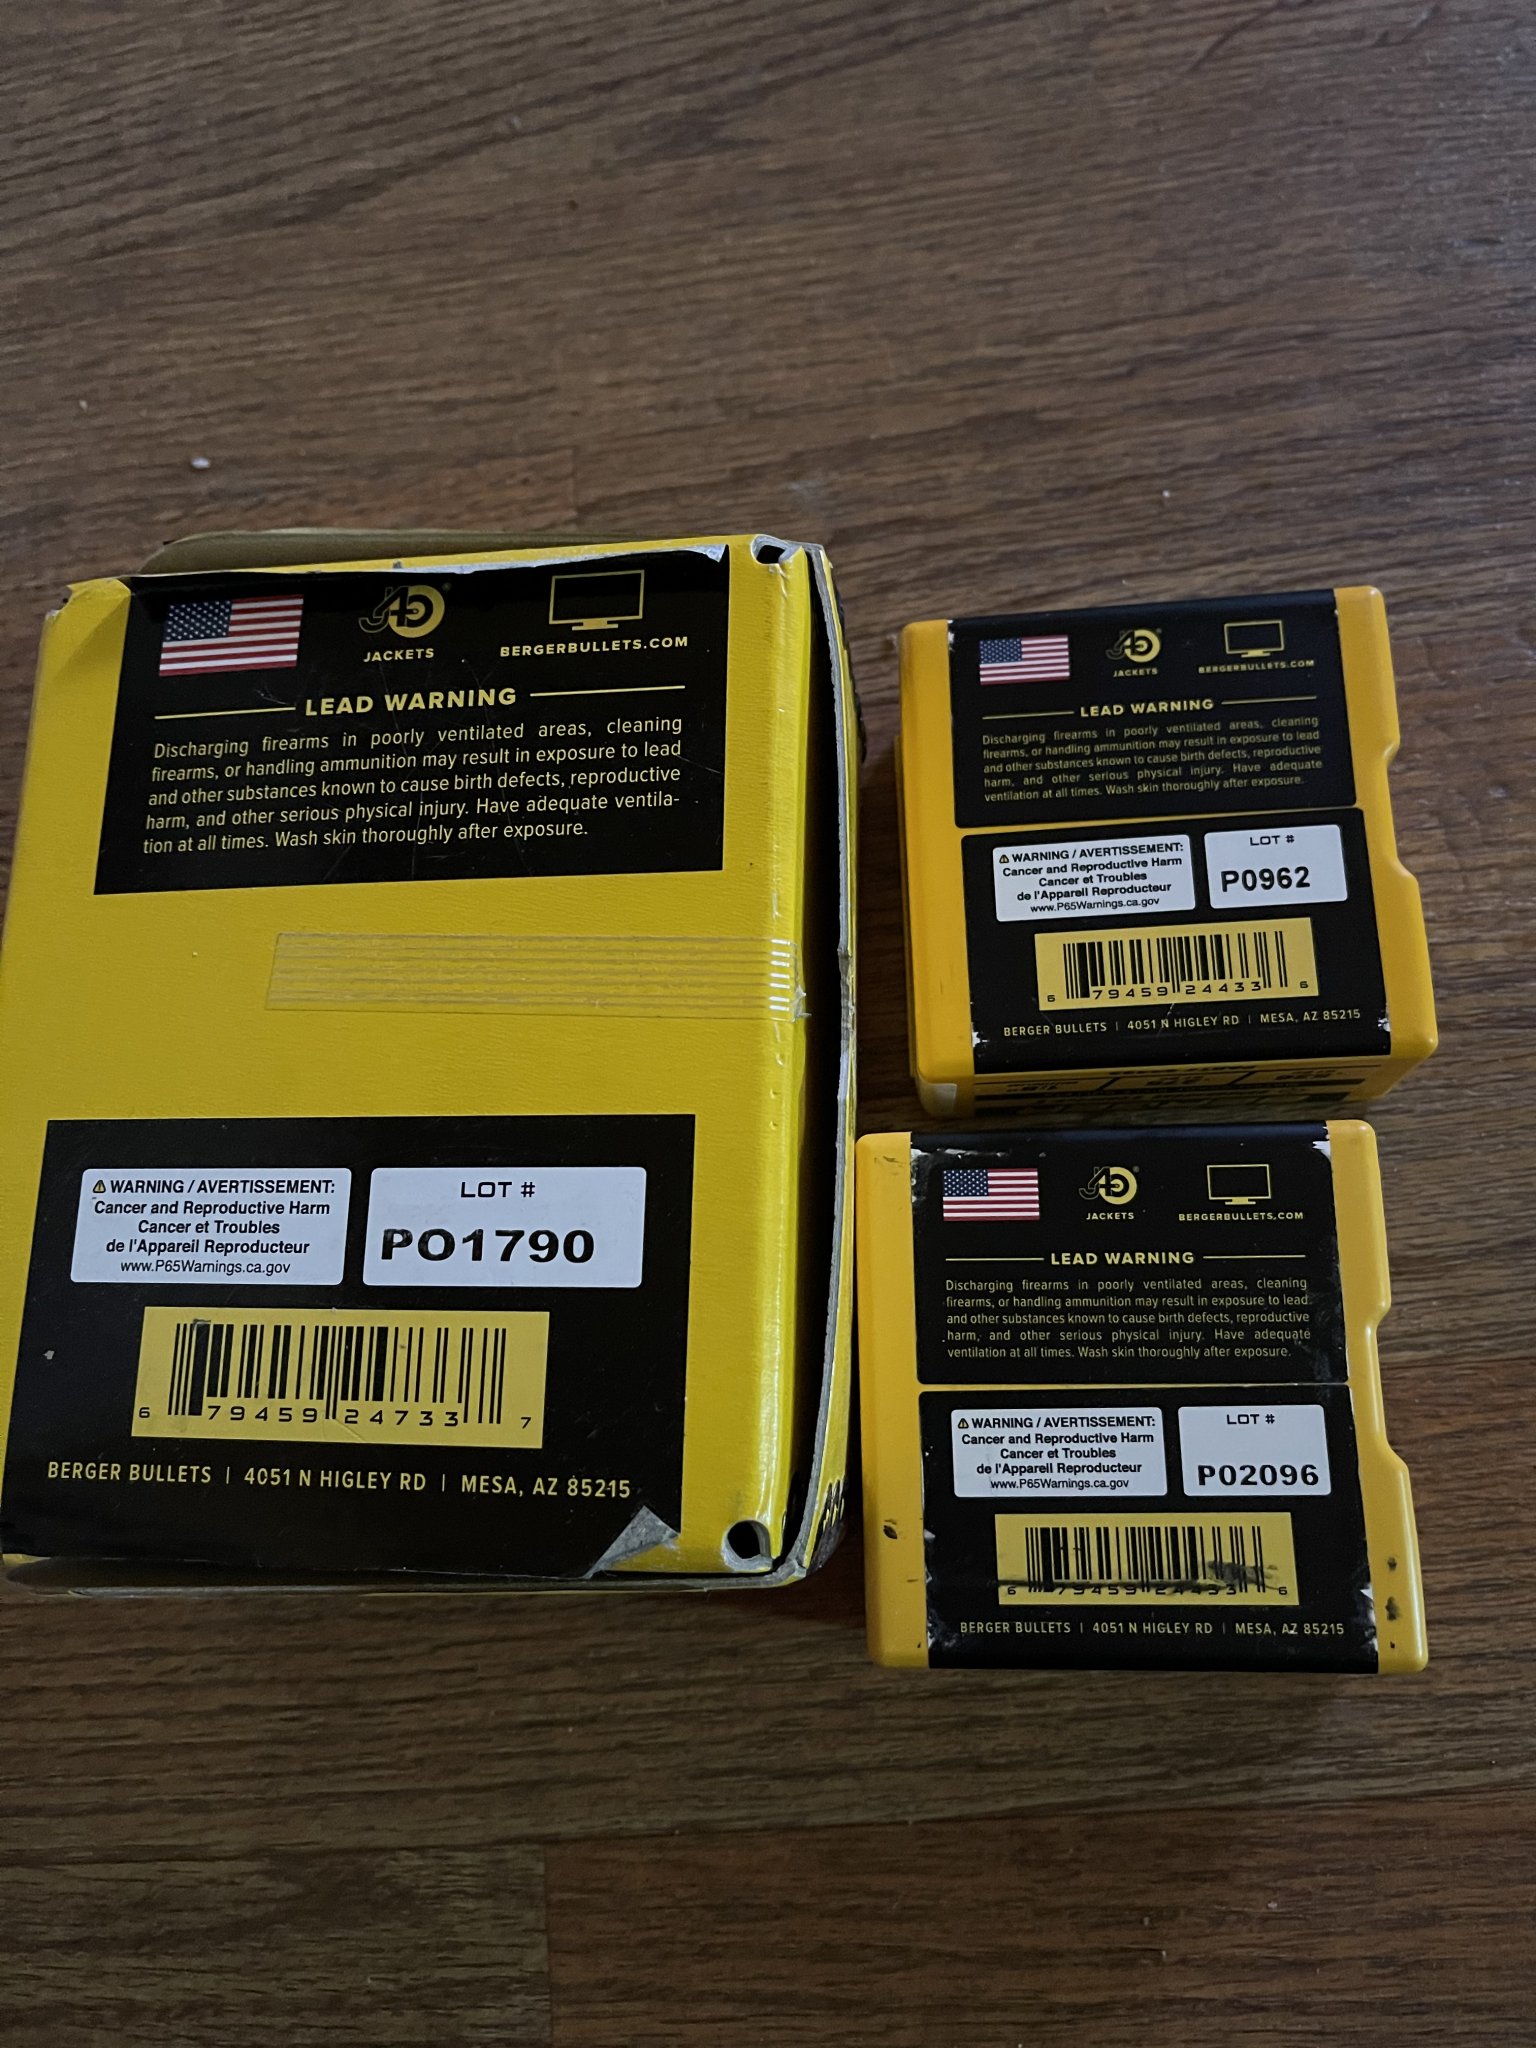 JACKETS
BERGERBULLETS.COM
LEAD WARNING
Discharging firearms in poorly ventilated areas, cleaning
firearms, or handling ammunition may result in exposure to lead
and other substances known to cause birth defects, reproductive
harm, and other serious physical injury. Have adequate ventila-
tion at all times. Wash skin thoroughly after exposure.
WARNING / AVERTISSEMENT:
Cancer and Reproductive Harm
Cancer et Troubles
de l'Appareil Reproducteur
www.P65Warnings.ca.gov
LOT #
PO1790
6 79459 24733 7
BERGER BULLETS | 4051 N HIGLEY RD | MESA, AZ 85215
JACKETS
BERGERBULLETS.COM
LEAD WARNING
Discharging firearms in poorly ventilated areas, cleaning
firearms, or handling ammunition may result in exposure to lead
and other substances known to cause birth defects, reproductive
harm, and other serious physical injury. Have adequate
ventilation at all times. Wash skin thoroughly after exposure.
WARNING / AVERTISSEMENT:
Cancer and Reproductive Harm
Cancer et Troubles
de l'Appareil Reproducteur
www.P65Warnings.ca.gov
LOT #
P0962
6 79459 24433 6
BERGER BULLETS | 4051 N HIGLEY RD | MESA, AZ 85215
JACKETS
BERGERBULLETS.COM
LEAD WARNING
Discharging firearms in poorly ventilated areas, cleaning
firearms, or handling ammunition may result in exposure to lead
and other substances known to cause birth defects, reproductive
harm, and other serious physical injury. Have adequate
ventilation at all times. Wash skin thoroughly after exposure.
WARNING / AVERTISSEMENT:
Cancer and Reproductive Harm
Cancer et Troubles
de l'Appareil Reproducteur
www.P65Warnings.ca.gov
LOT #
P02096
6 79459 24433 6
BERGER BULLETS | 4051 N HIGLEY RD | MESA, AZ 85215